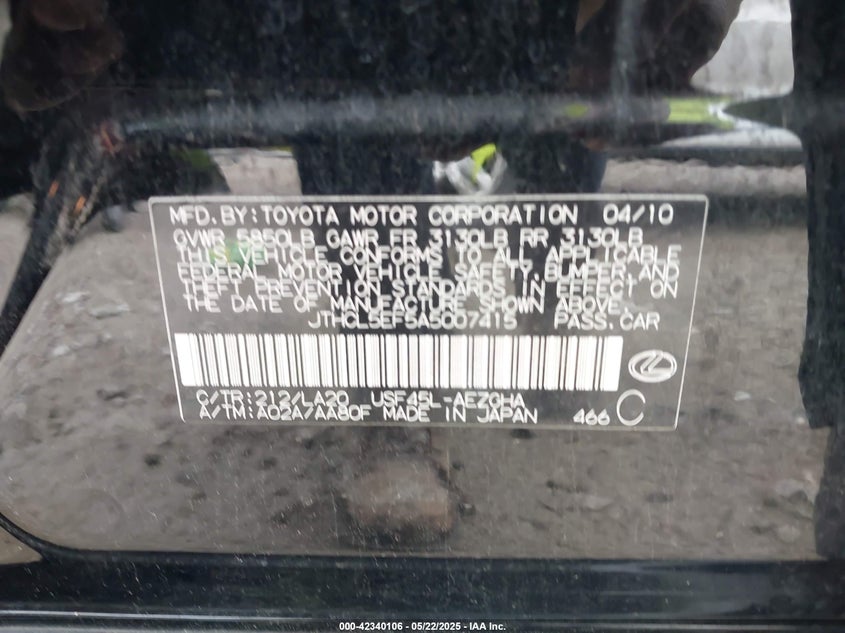 MFD. BY: TOYOTA MOTOR CORPORATION 04/10
GVWR 5850LB GAWR FR 3130LB RR 3130LB
THIS VEHICLE CONFORMS TO ALL APPLICABLE
FEDERAL MOTOR VEHICLE SAFETY, BUMPER, AND
THEFT PREVENTION STANDARDS IN EFFECT ON
THE DATE OF MANUFACTURE SHOWN ABOVE.
JTHCL5EF5A5007415 PASS. CAR
C/TR: 212/LA20 USF45L-AEZGHA
A/TM: A02A/AA80F MADE IN JAPAN 466 C
000-42340106 - 05/22/2025 - IAA Inc.